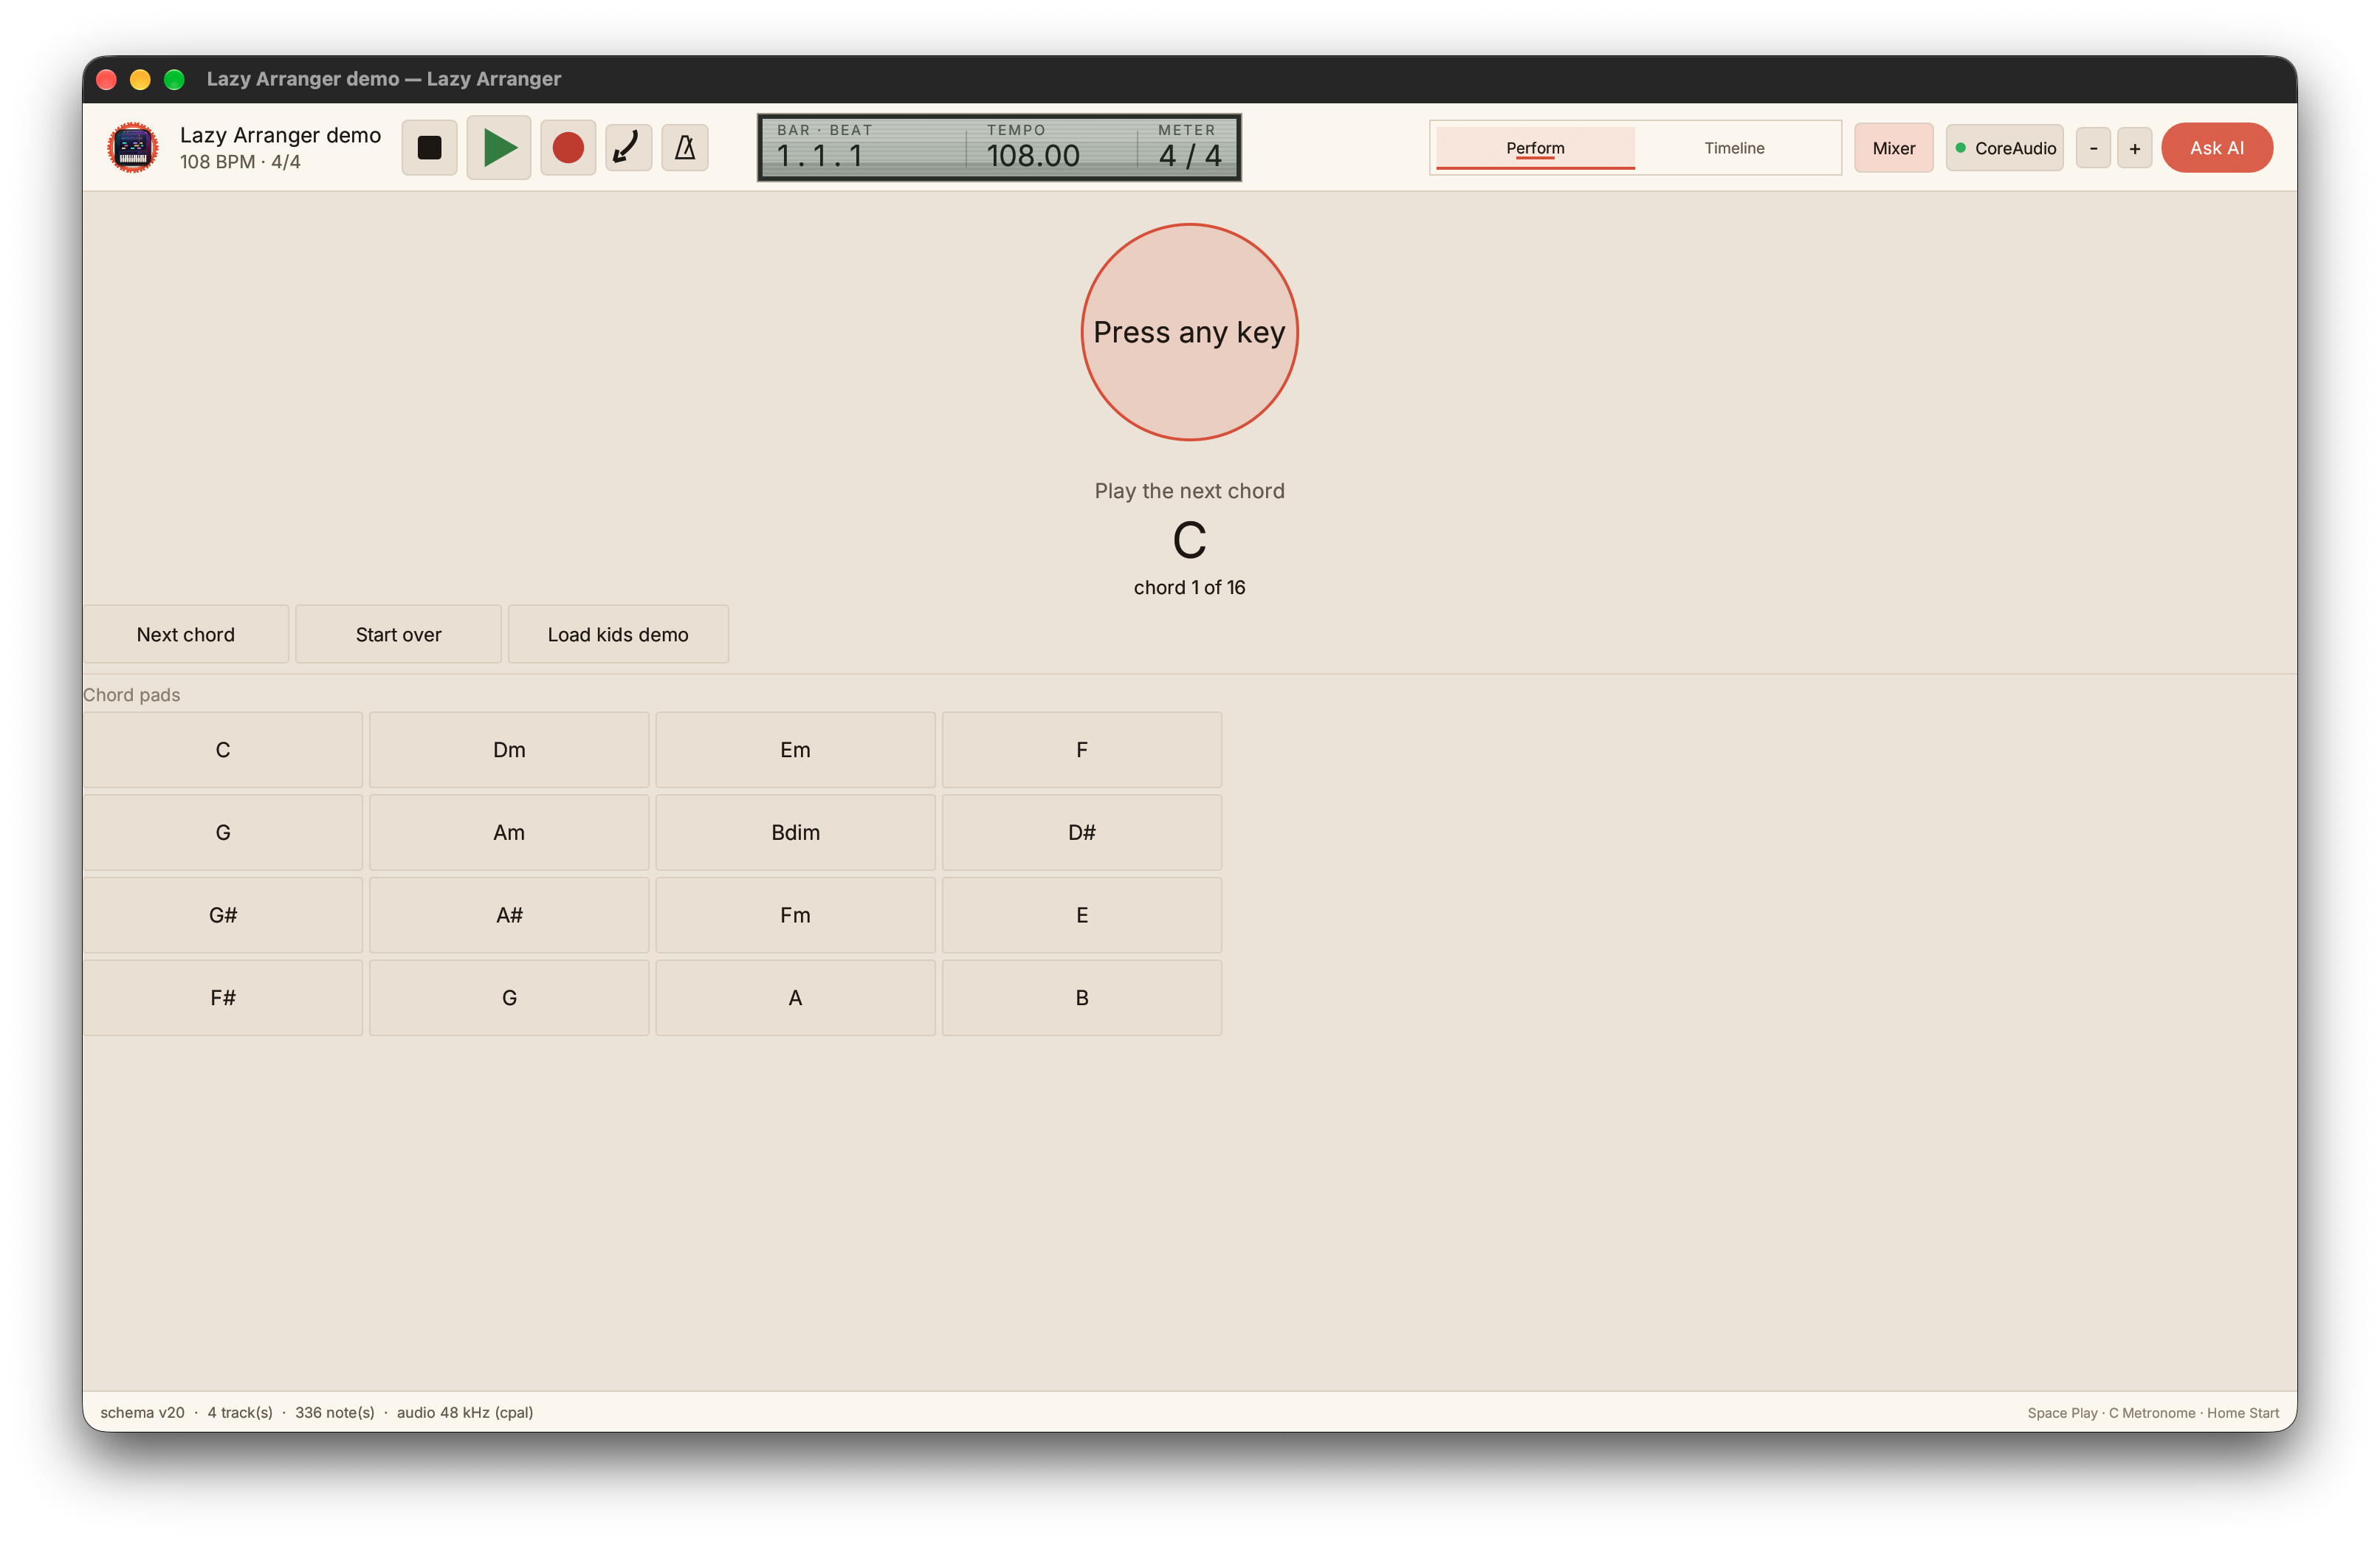 Lazy Arranger demo — Lazy Arranger
Lazy Arranger demo
108 BPM · 4/4
BAR · BEAT TEMPO METER
1 . 1 . 1 108.00 4 / 4
Perform Timeline Mixer CoreAudio - + Ask AI
Press any key
Play the next chord
C
chord 1 of 16
Next chord Start over Load kids demo
Chord pads
C Dm Em F
G Am Bdim D#
G# A# Fm E
F# G A B
schema v20 · 4 track(s) · 336 note(s) · audio 48 kHz (cpal)
Space Play · C Metronome · Home Start